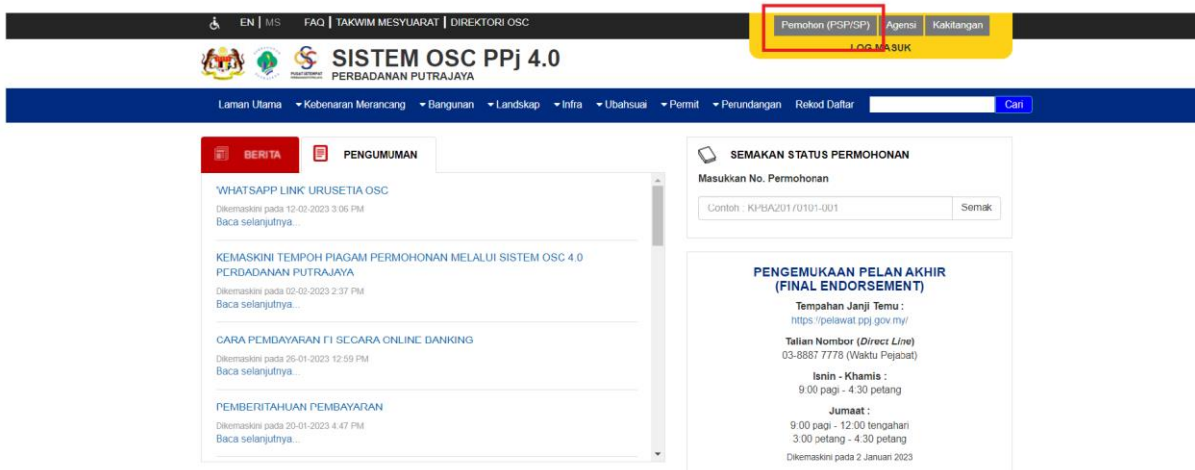 EN | MS FAQ | TAKWIM MESYUARAT | DIREKTORI OSC
Pemohon (PSP/SP) Agensi Kakitangan
LOG MASUK
SISTEM OSC PPj 4.0
PERBADANAN PUTRAJAYA
Laman Utama Kebenaran Merancang Bangunan Landskap Infra Ubahsuai Permit Perundangan Rekod Daftar Cari
BERITA PENGUMUMAN
'WHATSAPP LINK' URUSETIA OSC
Dikemaskini pada 12-02-2023 3:06 PM
Baca selanjutnya...
KEMASKINI TEMPOH PIAGAM PERMOHONAN MELALUI SISTEM OSC 4.0
PERBADANAN PUTRAJAYA
Dikemaskini pada 02-02-2023 2:37 PM
Baca selanjutnya...
CARA PEMBAYARAN FI SECARA ONLINE BANKING
Dikemaskini pada 26-01-2023 12:59 PM
Baca selanjutnya...
PEMBERITAHUAN PEMBAYARAN
Dikemaskini pada 20-01-2023 4:47 PM
Baca selanjutnya...
SEMAKAN STATUS PERMOHONAN
Masukkan No. Permohonan
Contoh : KPBA20170101-001 Semak
PENGEMUKAAN PELAN AKHIR
(FINAL ENDORSEMENT)
Tempahan Janji Temu :
https://pelawat.ppj.gov.my/
Talian Nombor (Direct Line)
03-8887 7778 (Waktu Pejabat)
Isnin - Khamis :
9:00 pagi - 4:30 petang
Jumaat :
9:00 pagi - 12:00 tengahari
3:00 petang - 4:30 petang
Dikemaskini pada 2 Januari 2023